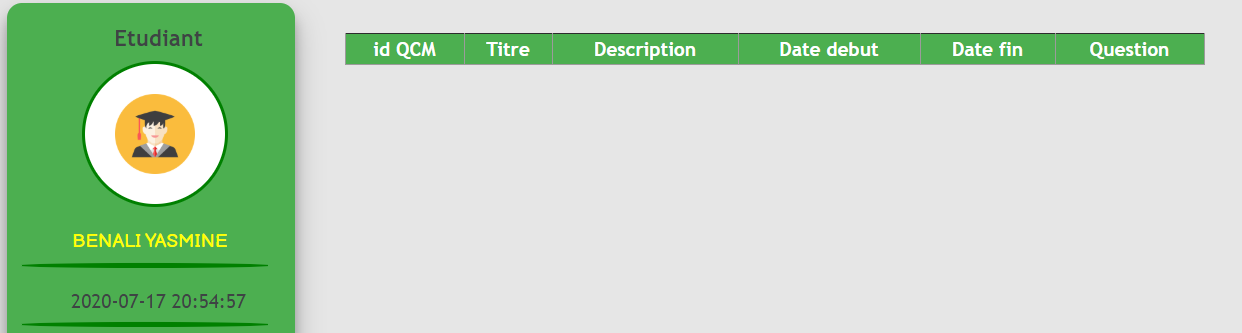 Etudiant
BENALI YASMINE
2020-07-17 20:54:57
id QCM Titre Description Date debut Date fin Question